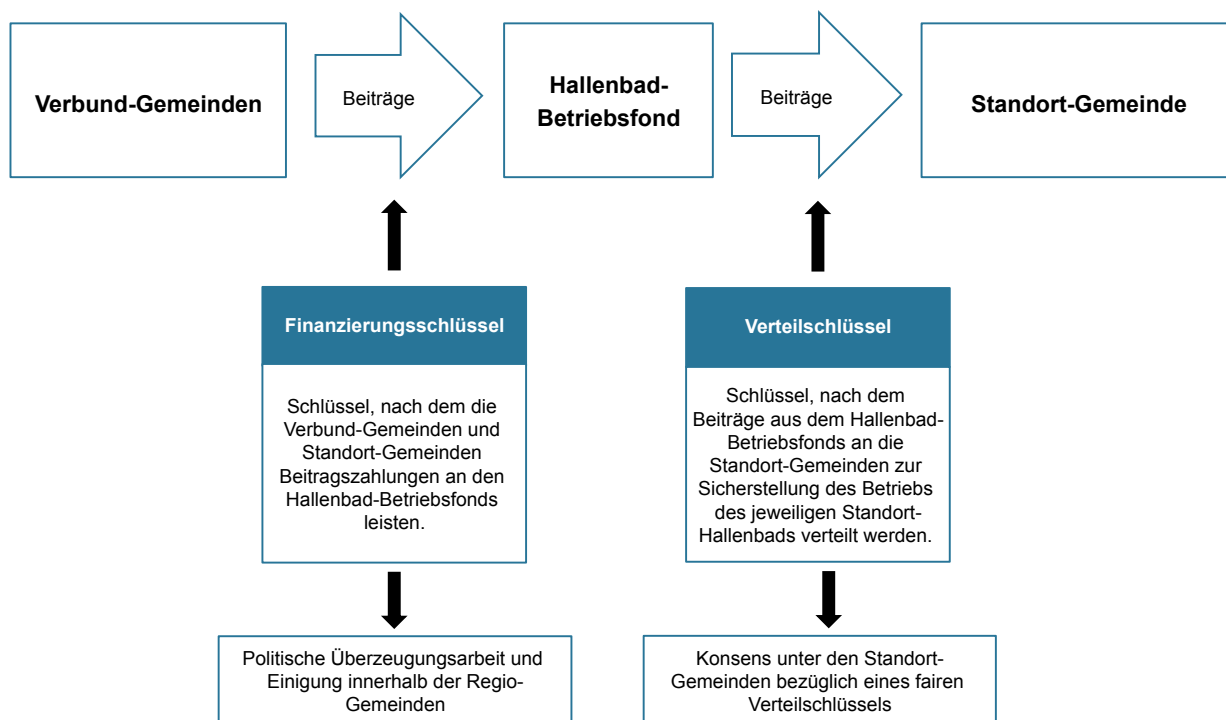 Verbund-Gemeinden
Beiträge
Hallenbad-
Betriebsfond
Beiträge
Standort-Gemeinde
Finanzierungsschlüssel
Schlüssel, nach dem die
Verbund-Gemeinden und
Standort-Gemeinden
Beitragszahlungen an den
Hallenbad-Betriebsfonds
leisten.
Verteilschlüssel
Schlüssel, nach dem
Beiträge aus dem Hallenbad-
Betriebsfonds an die
Standort-Gemeinden zur
Sicherstellung des Betriebs
des jeweiligen Standort-
Hallenbads verteilt werden.
Politische Überzeugungsarbeit und
Einigung innerhalb der Regio-
Gemeinden
Konsens unter den Standort-
Gemeinden bezüglich eines fairen
Verteilschlüssels